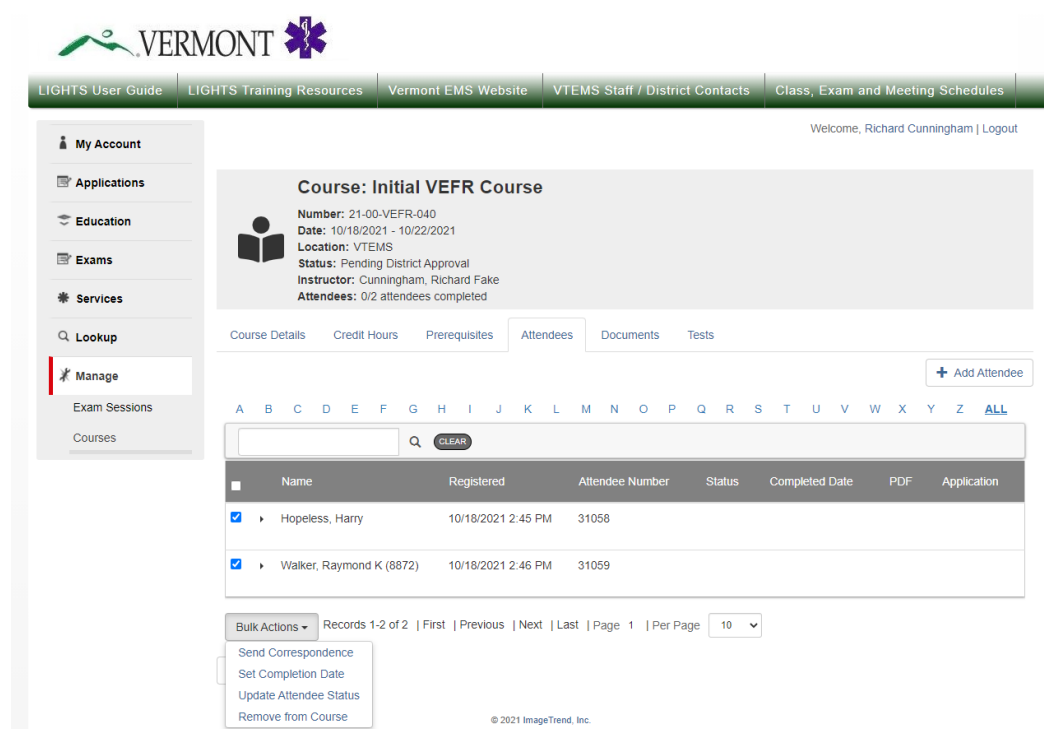 VERMONT
LIGHTS User Guide LIGHTS Training Resources Vermont EMS Website VTEMS Staff / District Contacts Class, Exam and Meeting Schedules
Welcome, Richard Cunningham | Logout
My Account
Applications
Education
Exams
Services
Lookup
Manage
Exam Sessions
Courses
Course: Initial VEFR Course
Number: 21-00-VEFR-040
Date: 10/18/2021 - 10/22/2021
Location: VTEMS
Status: Pending District Approval
Instructor: Cunningham, Richard Fake
Attendees: 0/2 attendees completed
Course Details Credit Hours Prerequisites Attendees Documents Tests
Add Attendee
A B C D E F G H I J K L M N O P Q R S T U V W X Y Z ALL
CLEAR
Name Registered Attendee Number Status Completed Date PDF Application
Hopeless, Harry 10/18/2021 2:45 PM 31058
Walker, Raymond K (8872) 10/18/2021 2:46 PM 31059
Bulk Actions Records 1-2 of 2 | First | Previous | Next | Last | Page 1 | Per Page 10
Send Correspondence
Set Completion Date
Update Attendee Status
Remove from Course
© 2021 ImageTrend, Inc.